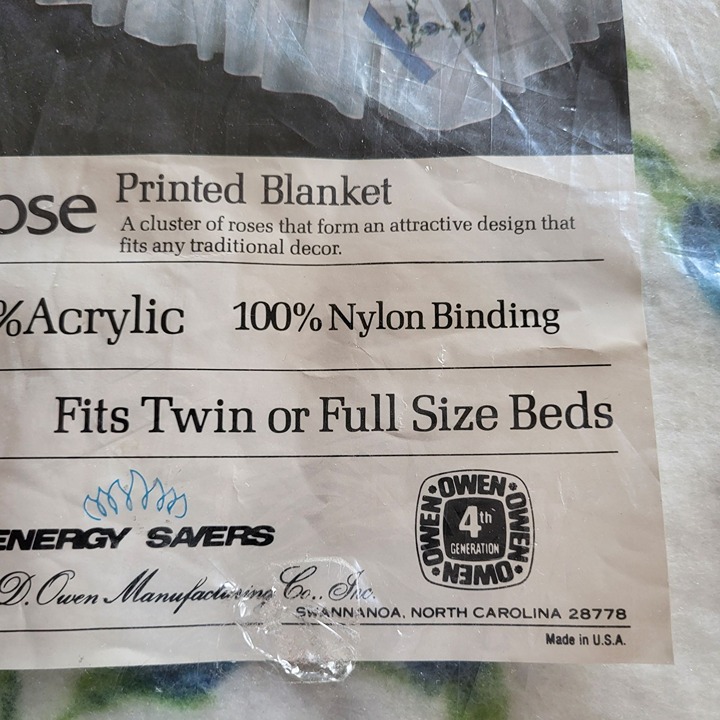 ose Printed Blanket
A cluster of roses that form an attractive design that
fits any traditional decor.
%Acrylic 100% Nylon Binding
Fits Twin or Full Size Beds
ENERGY SAVERS
OWEN • OWEN • OWEN • OWEN •
4th
GENERATION
D. Owen Manufacturing Co., Inc.
SWANNANOA, NORTH CAROLINA 28778
Made in U.S.A.